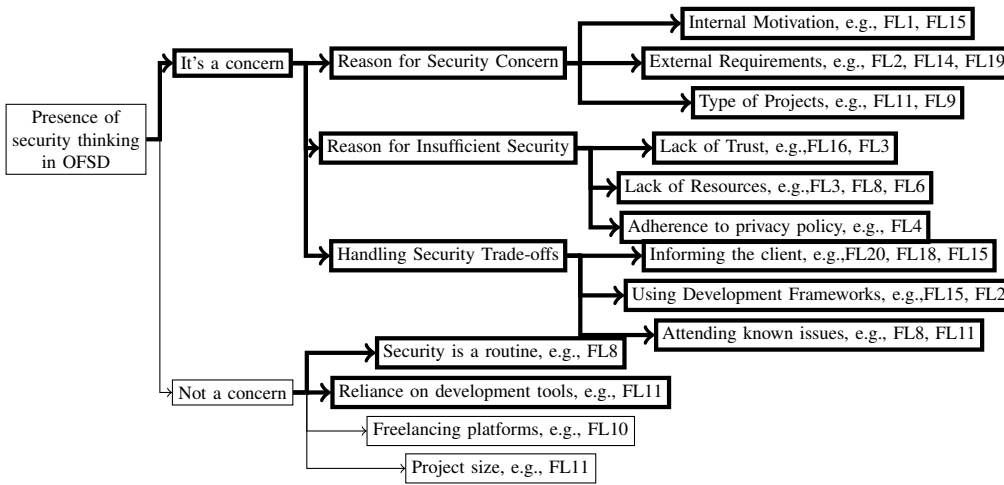 Presence of
security thinking
in OFSD
It's a concern
Reason for Security Concern
Internal Motivation, e.g., FL1, FL15
External Requirements, e.g., FL2, FL14, FL19
Type of Projects, e.g., FL11, FL9
Reason for Insufficient Security
Lack of Trust, e.g.,FL16, FL3
Lack of Resources, e.g.,FL3, FL8, FL6
Adherence to privacy policy, e.g., FL4
Handling Security Trade-offs
Informing the client, e.g.,FL20, FL18, FL15
Using Development Frameworks, e.g.,FL15, FL2
Attending known issues, e.g., FL8, FL11
Not a concern
Security is a routine, e.g., FL8
Reliance on development tools, e.g., FL11
Freelancing platforms, e.g., FL10
Project size, e.g., FL11